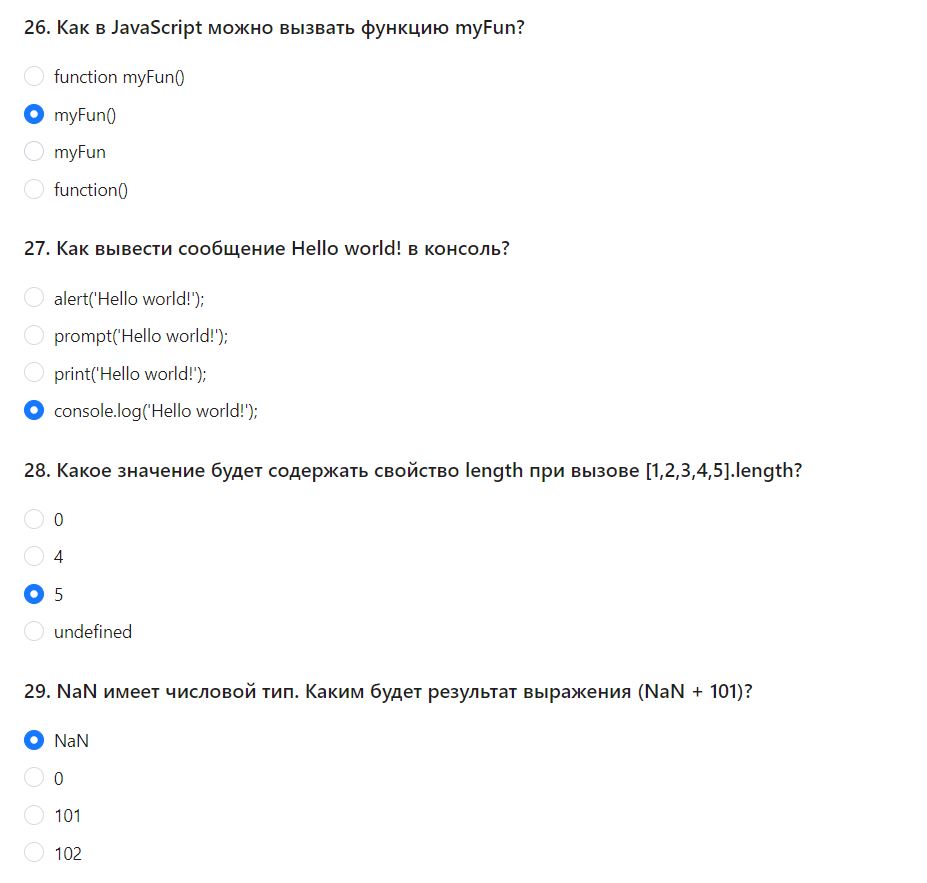 26. Как в JavaScript можно вызвать функцию myFun?
function myFun()
myFun()
myFun
function()
27. Как вывести сообщение Hello world! в консоль?
alert('Hello world!');
prompt('Hello world!');
print('Hello world!');
console.log('Hello world!');
28. Какое значение будет содержать свойство length при вызове [1,2,3,4,5].length?
0
4
5
undefined
29. NaN имеет числовой тип. Каким будет результат выражения (NaN + 101)?
NaN
0
101
102